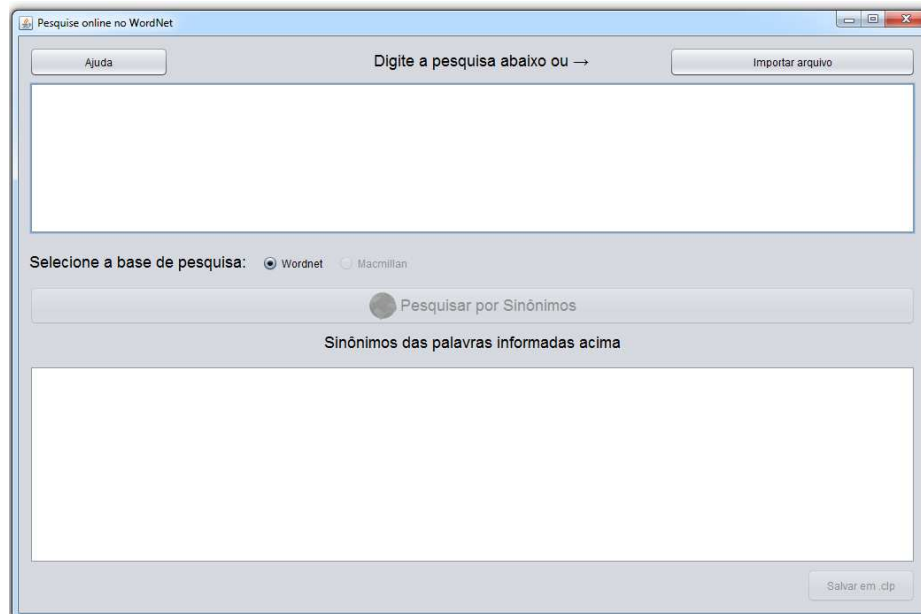 Pesquise online no WordNet
Ajuda
Digite a pesquisa abaixo ou →
Importar arquivo
Selecione a base de pesquisa: Wordnet Macmillan
Pesquisar por Sinônimos
Sinônimos das palavras informadas acima
Salvar em .clp